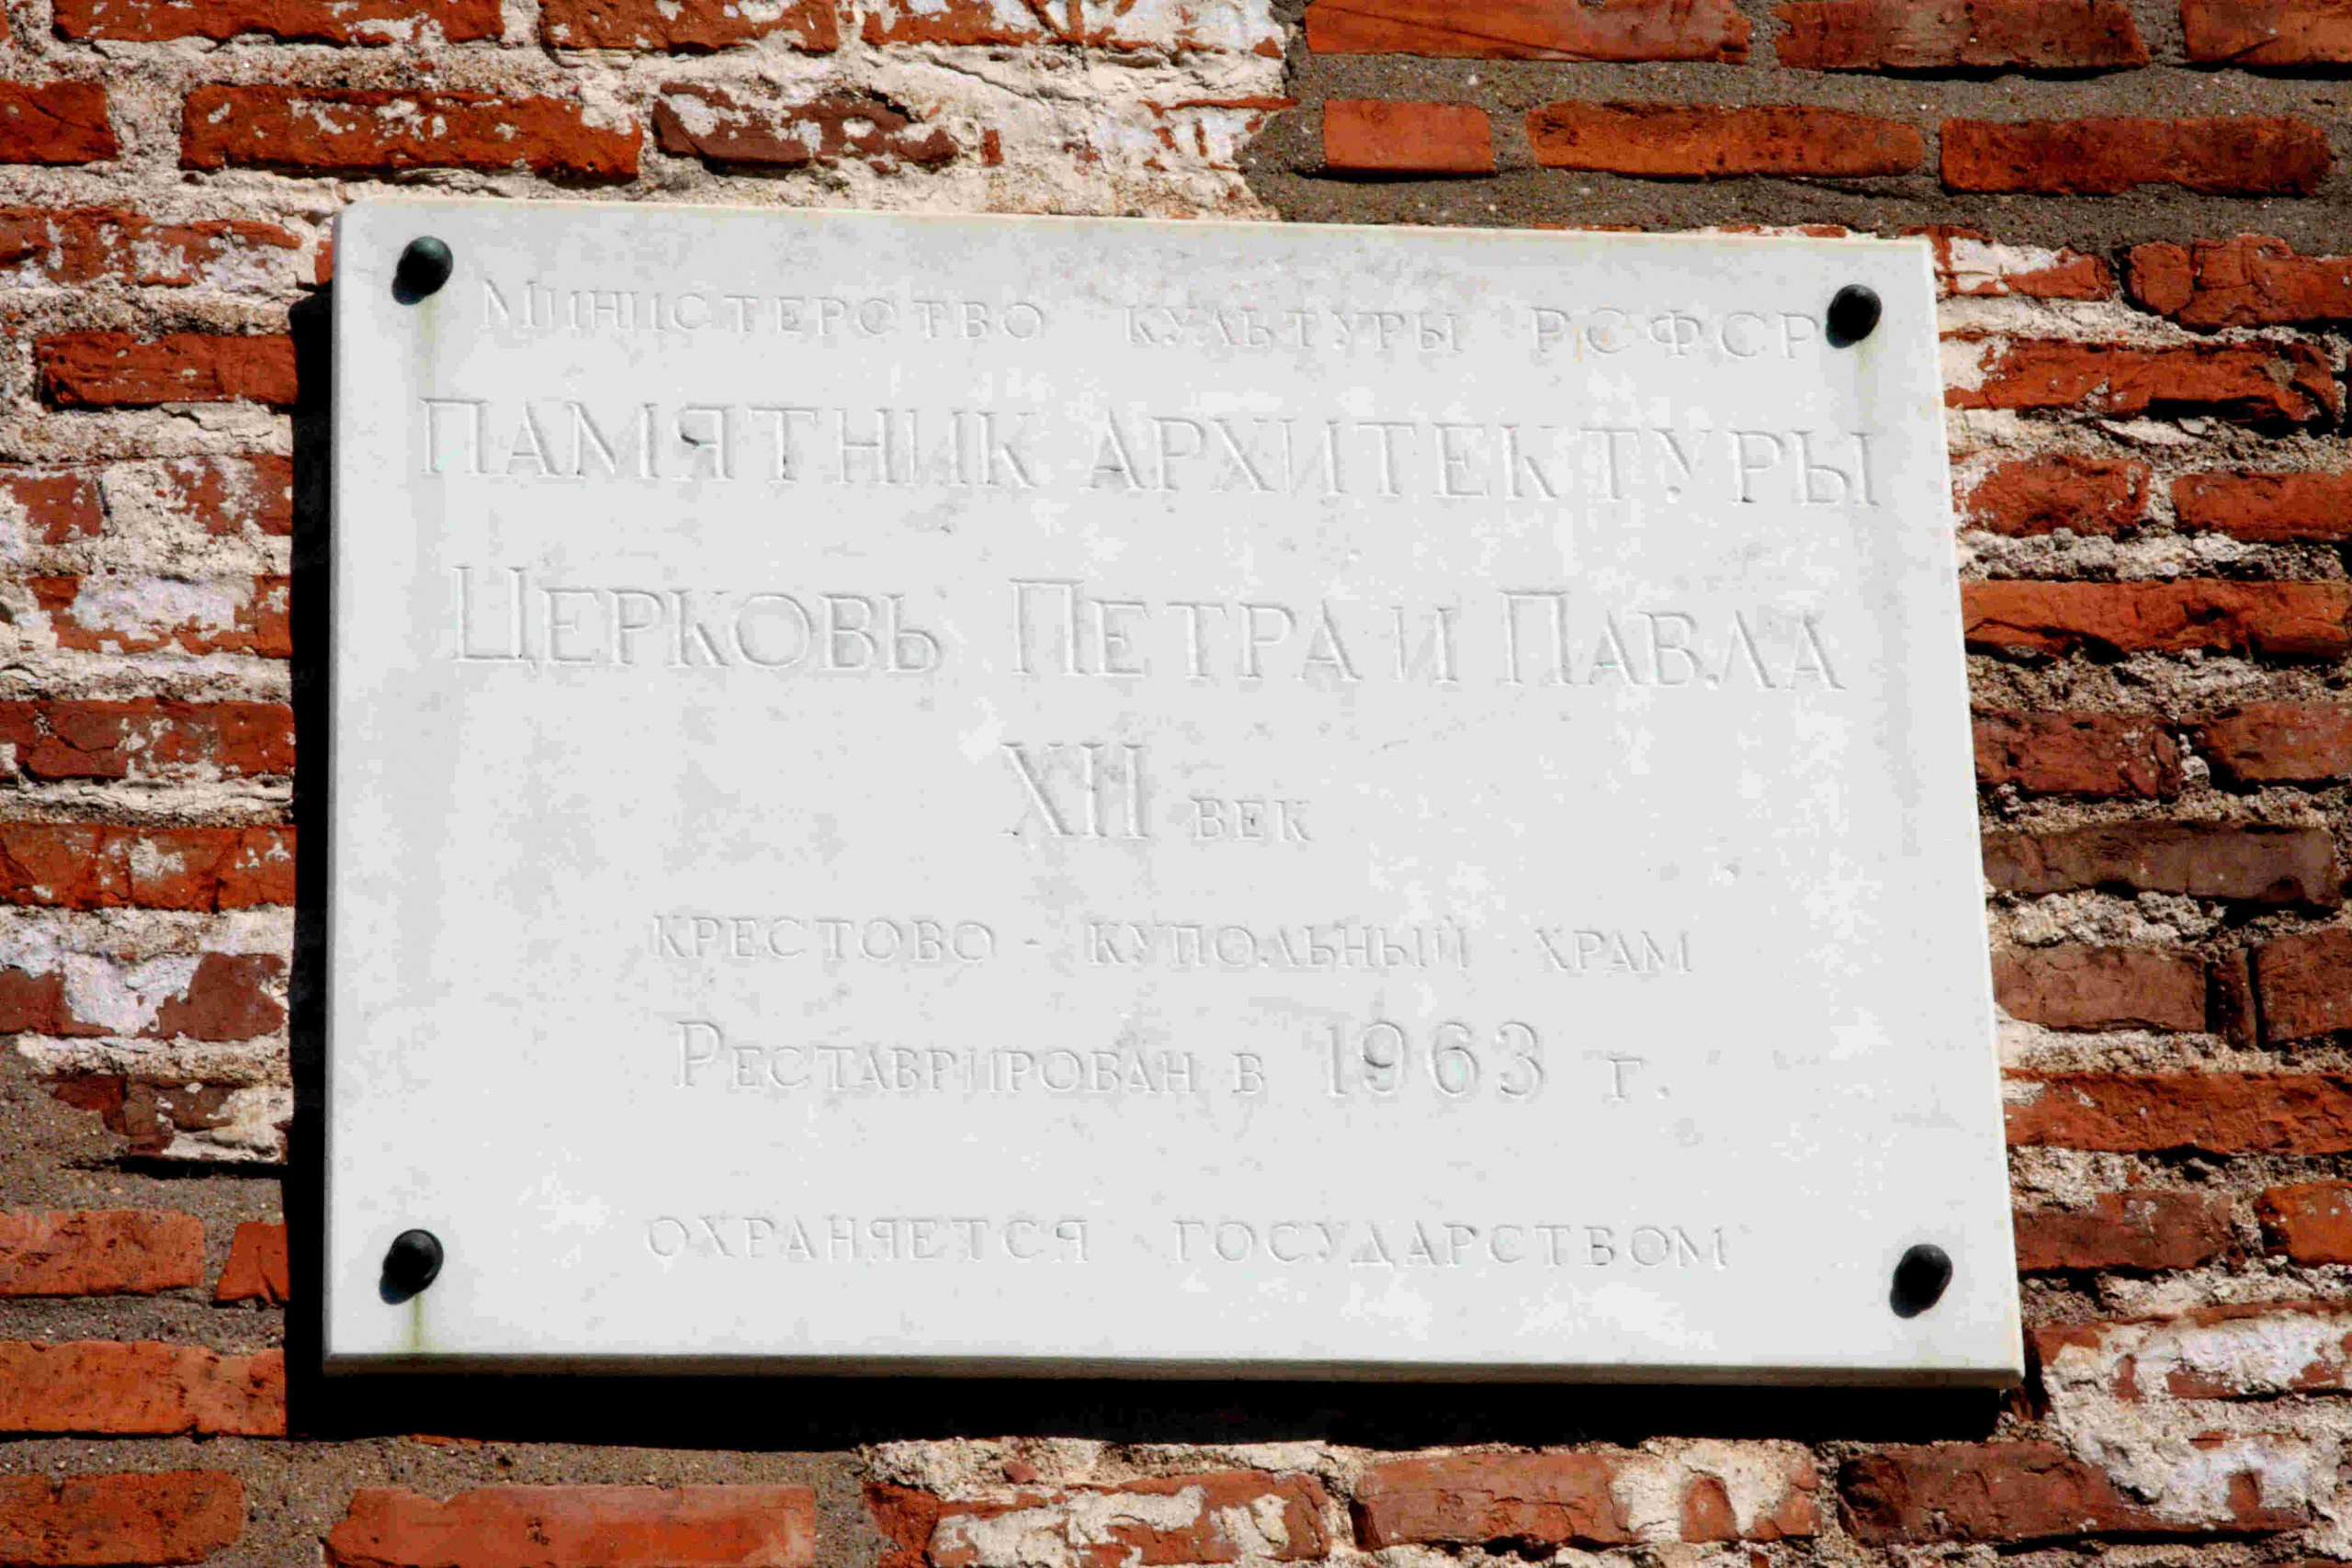 Министерство культуры РСФСР
Памятник архитектуры
Церковь Петра и Павла
XII век
крестово - купольный храм
Реставрирован в 1963 г.
охраняется государством